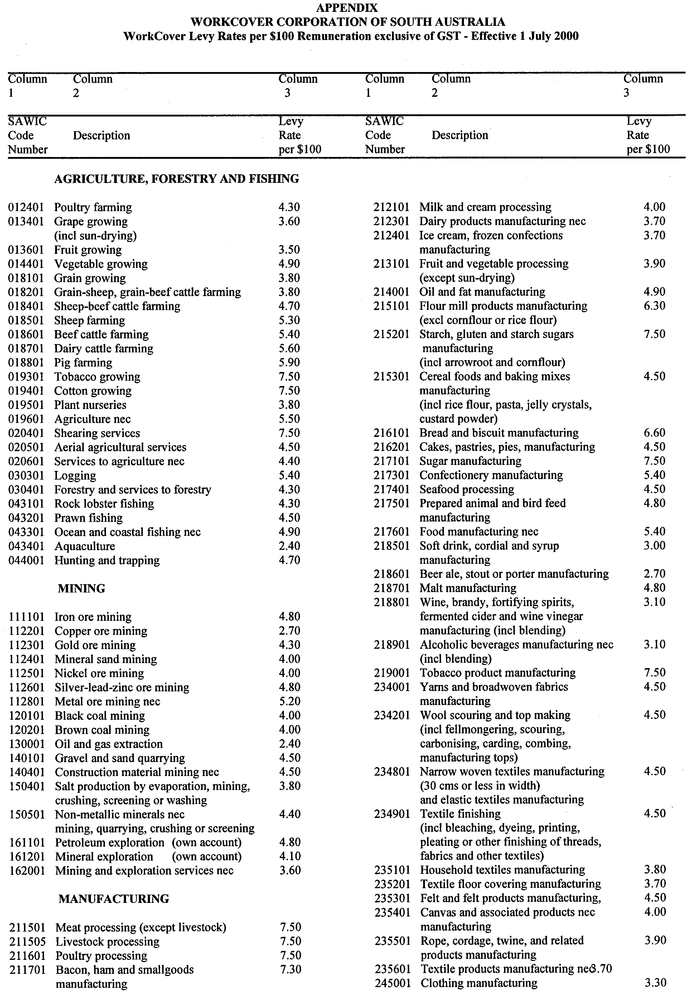 APPENDIX
WORKCOVER CORPORATION OF SOUTH AUSTRALIA
WorkCover Levy Rates per $100 Remuneration exclusive of GST - Effective 1 July 2000
Column Column Column Column Column Column
1 2 3 1 2 3
SAWIC Levy SAWIC Levy
Code Description Rate Code Description Rate
Number per $100 Number per $100
AGRICULTURE, FORESTRY AND FISHING
012401 Poultry farming 4.30
013401 Grape growing 3.60
(incl sun-drying)
013601 Fruit growing 3.50
014401 Vegetable growing 4.90
018101 Grain growing 3.80
018201 Grain-sheep, grain-beef cattle farming 3.80
018401 Sheep-beef cattle farming 4.70
018501 Sheep farming 5.30
018601 Beef cattle farming 5.40
018701 Dairy cattle farming 5.60
018801 Pig farming 5.90
019301 Tobacco growing 7.50
019401 Cotton growing 7.50
019501 Plant nurseries 3.80
019601 Agriculture nec 5.50
020401 Shearing services 7.50
020501 Aerial agricultural services 4.50
020601 Services to agriculture nec 4.40
030301 Logging 5.40
030401 Forestry and services to forestry 4.30
043101 Rock lobster fishing 4.30
043201 Prawn fishing 4.50
043301 Ocean and coastal fishing nec 4.90
043401 Aquaculture 2.40
044001 Hunting and trapping 4.70
MINING
111101 Iron ore mining 4.80
112201 Copper ore mining 2.70
112301 Gold ore mining 4.30
112401 Mineral sand mining 4.00
112501 Nickel ore mining 4.00
112601 Silver-lead-zinc ore mining 4.80
112801 Metal ore mining nec 5.20
120101 Black coal mining 4.00
120201 Brown coal mining 4.00
130001 Oil and gas extraction 2.40
140101 Gravel and sand quarrying 4.50
140401 Construction material mining nec 4.50
150401 Salt production by evaporation, mining, 3.80
crushing, screening or washing
150501 Non-metallic minerals nec 4.40
mining, quarrying, crushing or screening
161101 Petroleum exploration (own account) 4.80
161201 Mineral exploration (own account) 4.10
162001 Mining and exploration services nec 3.60
MANUFACTURING
211501 Meat processing (except livestock) 7.50
211505 Livestock processing 7.50
211601 Poultry processing 7.50
211701 Bacon, ham and smallgoods 7.30
manufacturing
212101 Milk and cream processing 4.00
212301 Dairy products manufacturing nec 3.70
212401 Ice cream, frozen confections 3.70
manufacturing
213101 Fruit and vegetable processing 3.90
(except sun-drying)
214001 Oil and fat manufacturing 4.90
215101 Flour mill products manufacturing 6.30
(excl cornflour or rice flour)
215201 Starch, gluten and starch sugars 7.50
manufacturing
(incl arrowroot and cornflour)
215301 Cereal foods and baking mixes 4.50
manufacturing
(incl rice flour, pasta, jelly crystals,
custard powder)
216101 Bread and biscuit manufacturing 6.60
216201 Cakes, pastries, pies, manufacturing 4.50
217101 Sugar manufacturing 7.50
217301 Confectionery manufacturing 5.40
217401 Seafood processing 4.50
217501 Prepared animal and bird feed 4.80
manufacturing
217601 Food manufacturing nec 5.40
218501 Soft drink, cordial and syrup 3.00
manufacturing
218601 Beer ale, stout or porter manufacturing 2.70
218701 Malt manufacturing 4.80
218801 Wine, brandy, fortifying spirits, 3.10
fermented cider and wine vinegar
manufacturing (incl blending)
218901 Alcoholic beverages manufacturing nec 3.10
(incl blending)
219001 Tobacco product manufacturing 7.50
234001 Yarns and broadwoven fabrics 4.50
manufacturing
234201 Wool scouring and top making 4.50
(incl fellmongering, scouring,
carbonising, carding, combing,
manufacturing tops)
234801 Narrow woven textiles manufacturing 4.50
(30 cms or less in width)
and elastic textiles manufacturing
234901 Textile finishing 4.50
(incl bleaching, dyeing, printing,
pleating or other finishing of threads,
fabrics and other textiles)
235101 Household textiles manufacturing 3.80
235201 Textile floor covering manufacturing 3.70
235301 Felt and felt products manufacturing, 4.50
235401 Canvas and associated products nec 4.00
manufacturing
235501 Rope, cordage, twine, and related 3.90
products manufacturing
235601 Textile products manufacturing nec3.70
245001 Clothing manufacturing 3.30